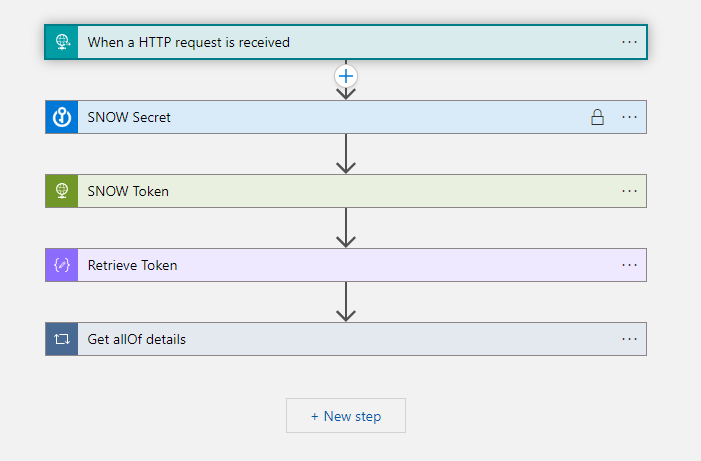 When a HTTP request is received
SNOW Secret
SNOW Token
Retrieve Token
Get allOf details
+ New step